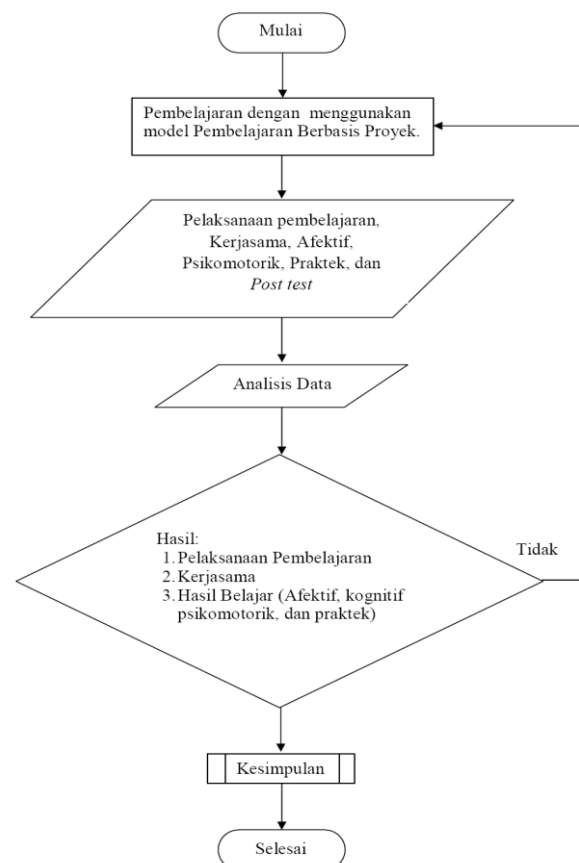 Mulai
Pembelajaran dengan menggunakan
model Pembelajaran Berbasis Proyek.
Pelaksanaan pembelajaran,
Kerjasama, Afektif,
Psikomotorik, Praktek, dan
Post test
Analisis Data
Hasil:
1. Pelaksanaan Pembelajaran
2. Kerjasama
3. Hasil Belajar (Afektif, kognitif
psikomotorik, dan praktek)
Tidak
Kesimpulan
Selesai